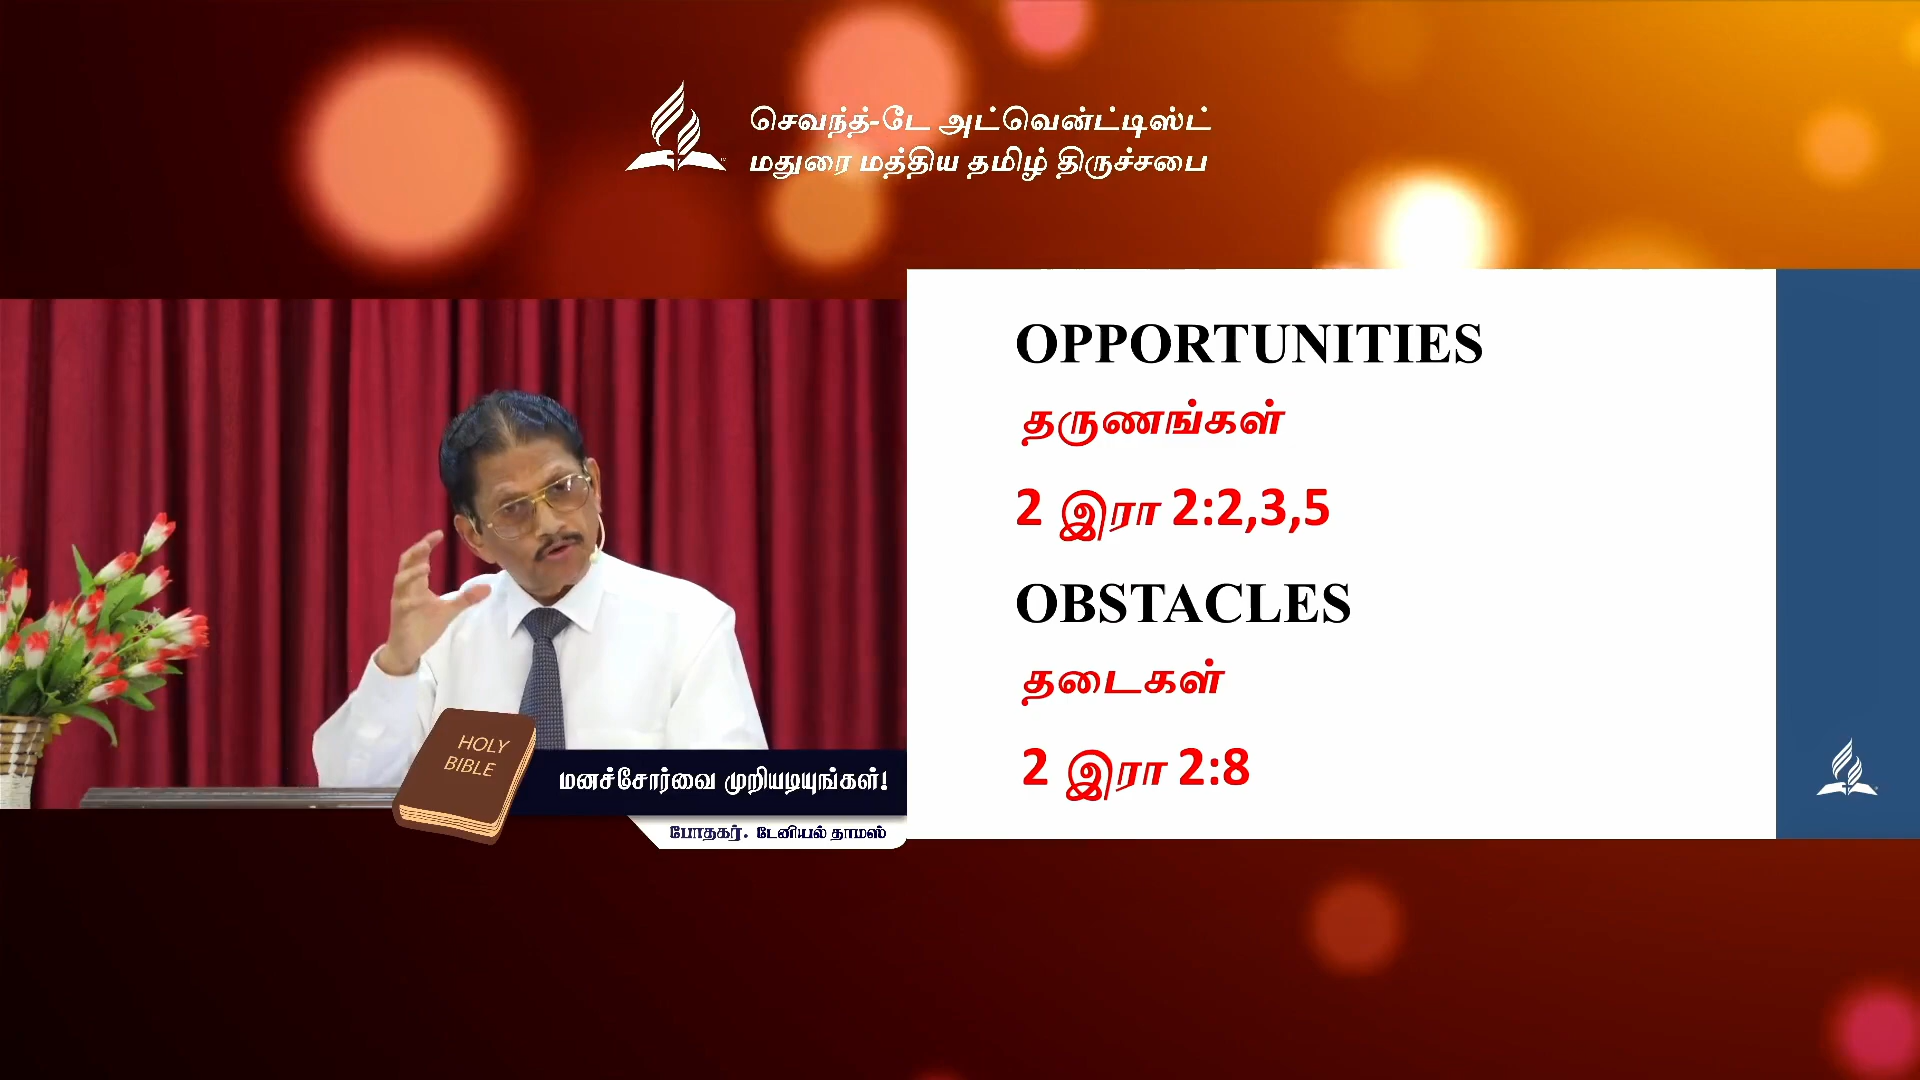 செவந்த்-டே அட்வென்ட்டிஸ்ட்
மதுரை மத்திய தமிழ் திருச்சபை
OPPORTUNITIES
தருணங்கள்
2 இரா 2:2,3,5
OBSTACLES
தடைகள்
2 இரா 2:8
HOLY
BIBLE
மனச்சோர்வை முறியடியுங்கள்!
போதகர். டேனியல் தாமஸ்